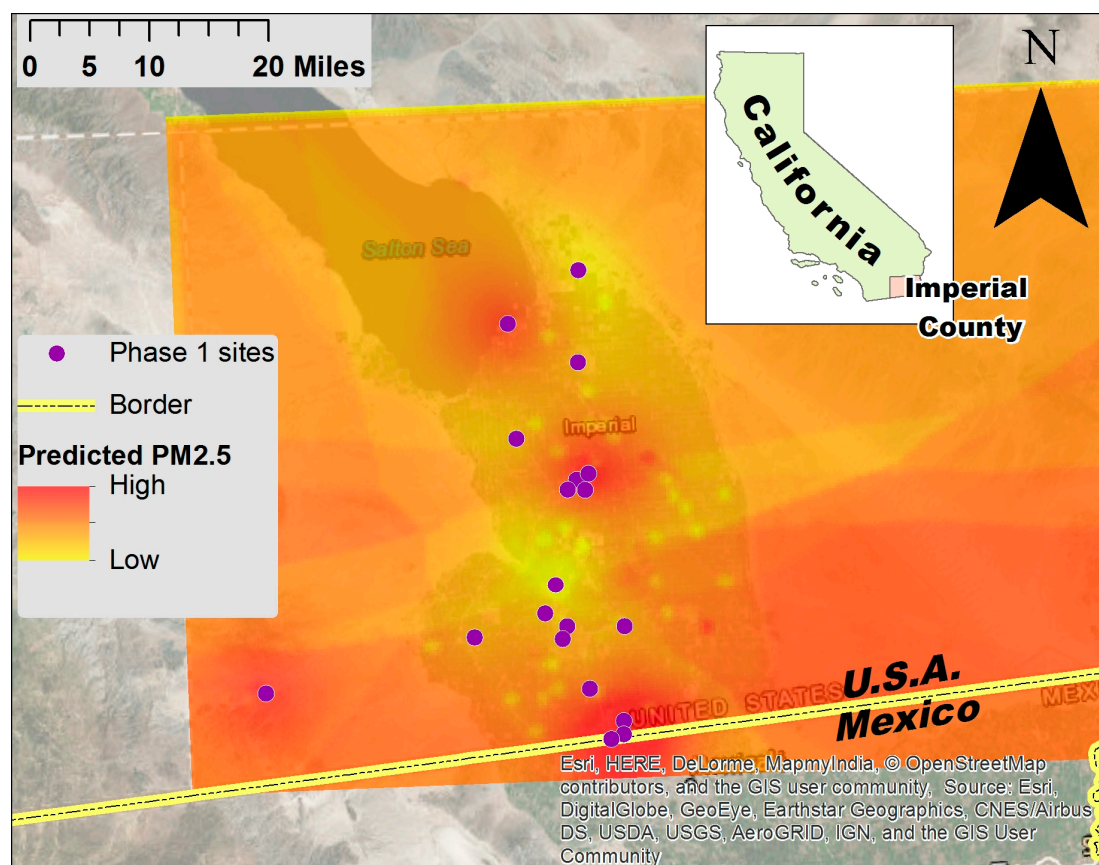 0 5 10 20 Miles
N
California
Imperial
County
Salton Sea
Phase 1 sites
Border
Predicted PM2.5
High
Low
Imperial
U.S.A.
UNITED STATES
Mexico
Esri, HERE, DeLorme, MapmyIndia, © OpenStreetMap
contributors, and the GIS user community, Source: Esri,
DigitalGlobe, GeoEye, Earthstar Geographics, CNES/Airbus
DS, USDA, USGS, AeroGRID, IGN, and the GIS User
Community